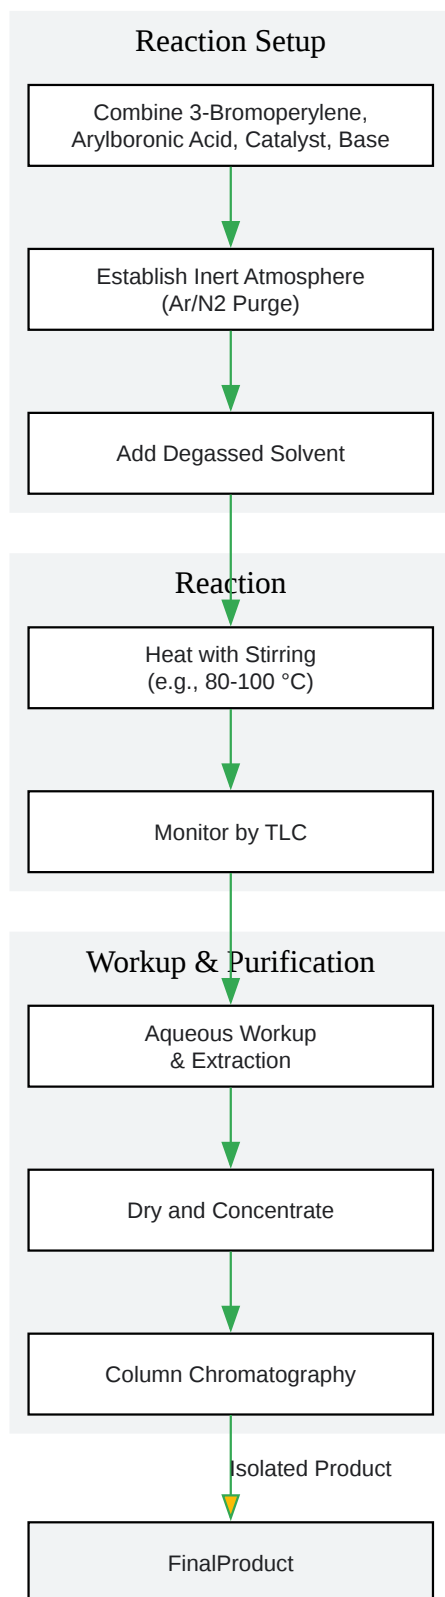 Reaction Setup
Combine 3-Bromoperylene,
Arylboronic Acid, Catalyst, Base
Establish Inert Atmosphere
(Ar/N2 Purge)
Add Degassed Solvent
Reaction
Heat with Stirring
(e.g., 80-100 °C)
Monitor by TLC
Workup & Purification
Aqueous Workup
& Extraction
Dry and Concentrate
Column Chromatography
Isolated Product
FinalProduct